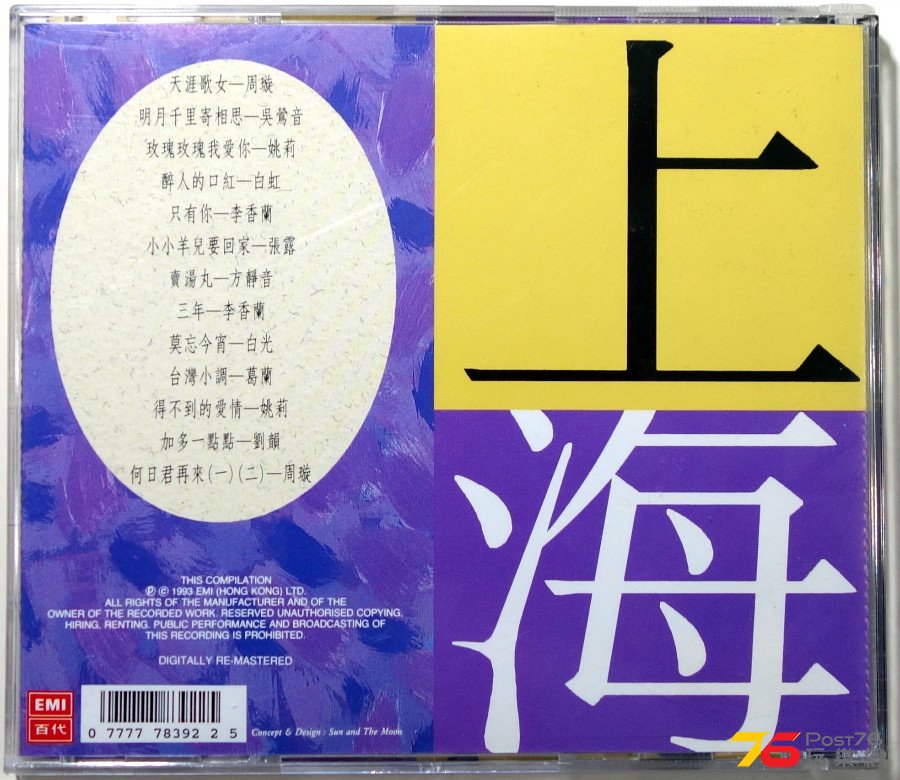 天涯歌女—周璇
明月千里寄相思—吳鶯音
玫瑰玫瑰我愛你—姚莉
醉人的口紅—白虹
只有你—李香蘭
小小羊兒要回家—張露
賣湯丸—方靜音
三年—李香蘭
莫忘今宵—白光
台灣小調—葛蘭
得不到的愛情—姚莉
加多一點點—劉韻
何日君再來(一)(二)—周璇
上
海
THIS COMPILATION
Ⓟ © 1993 EMI (HONG KONG) LTD.
ALL RIGHTS OF THE MANUFACTURER AND OF THE
OWNER OF THE RECORDED WORK. RESERVED UNAUTHORISED COPYING,
HIRING, RENTING. PUBLIC PERFORMANCE AND BROADCASTING OF
THIS RECORDING IS PROHIBITED.
DIGITALLY RE-MASTERED
EMI
百代
0 7777 78392 2 5
Concept & Design : Sun and The Moon
76 Post76